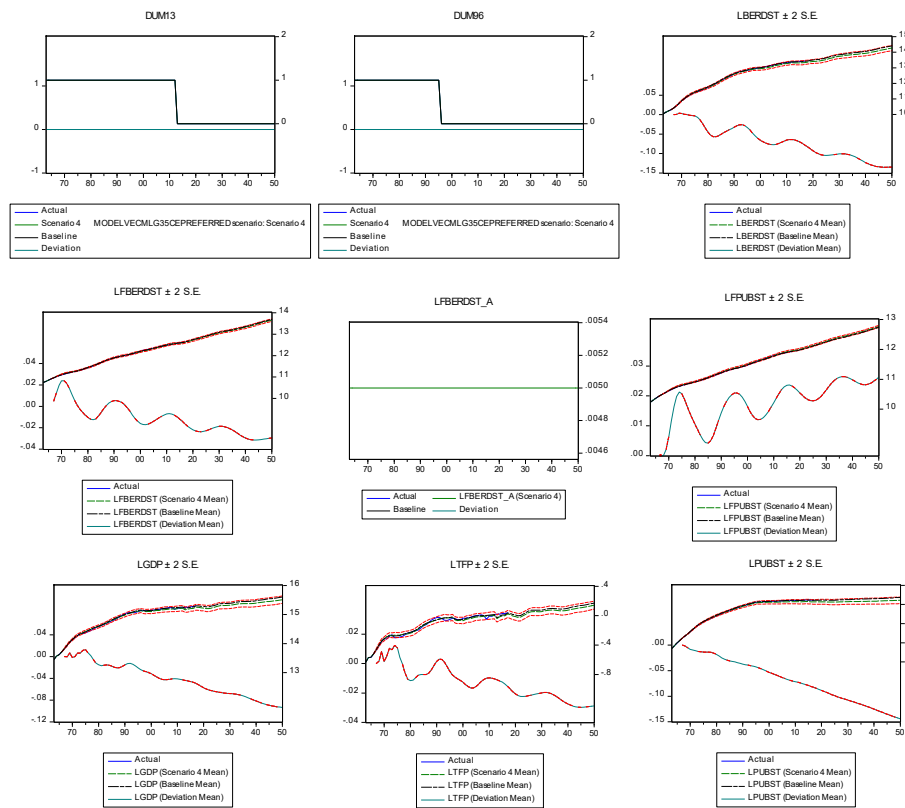 DUM13
2
1
0
-1
1
0
-1
70 80 90 00 10 20 30 40 50
Actual
Scenario 4 MODELVECMLG35CEPREFERRED scenario: Scenario 4
Baseline
Deviation
DUM96
2
1
0
-1
1
0
-1
70 80 90 00 10 20 30 40 50
Actual
Scenario 4 MODELVECMLG35CEPREFERRED scenario: Scenario 4
Baseline
Deviation
LBERDST ± 2 S.E.
15
14
13
12
11
10
.05
.00
-.05
-.10
-.15
70 80 90 00 10 20 30 40 50
Actual
LBERDST (Scenario 4 Mean)
LBERDST (Baseline Mean)
LBERDST (Deviation Mean)
LFBERDST ± 2 S.E.
14
13
12
11
10
.04
.02
.00
-.02
-.04
70 80 90 00 10 20 30 40 50
Actual
LFBERDST (Scenario 4 Mean)
LFBERDST (Baseline Mean)
LFBERDST (Deviation Mean)
LFBERDST_A
.0054
.0052
.0050
.0048
.0046
70 80 90 00 10 20 30 40 50
Actual LFBERDST_A (Scenario 4)
Baseline Deviation
LFPUBST ± 2 S.E.
13
12
11
10
.03
.02
.01
.00
70 80 90 00 10 20 30 40 50
Actual
LFPUBST (Scenario 4 Mean)
LFPUBST (Baseline Mean)
LFPUBST (Deviation Mean)
LGDP ± 2 S.E.
16
15
14
13
.04
.00
-.04
-.08
-.12
70 80 90 00 10 20 30 40 50
Actual
LGDP (Scenario 4 Mean)
LGDP (Baseline Mean)
LGDP (Deviation Mean)
LTFP ± 2 S.E.
.4
.0
-.4
-.8
.02
.00
-.02
-.04
70 80 90 00 10 20 30 40 50
Actual
LTFP (Scenario 4 Mean)
LTFP (Baseline Mean)
LTFP (Deviation Mean)
LPUBST ± 2 S.E.
.00
-.05
-.10
-.15
70 80 90 00 10 20 30 40 50
Actual
LPUBST (Scenario 4 Mean)
LPUBST (Baseline Mean)
LPUBST (Deviation Mean)